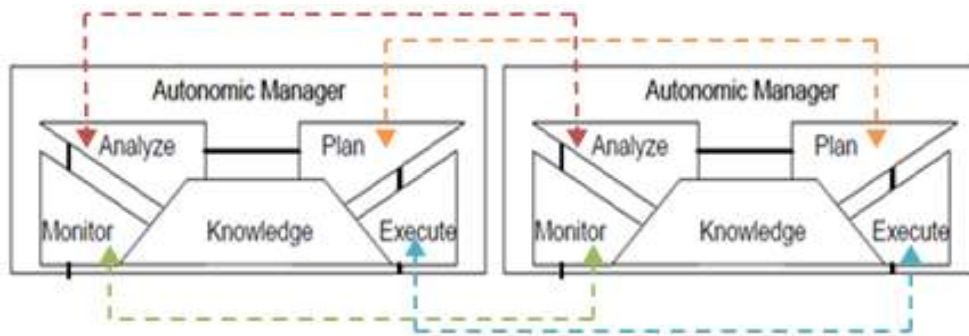 Autonomic Manager Autonomic Manager
Analyze Plan Analyze Plan
Monitor Knowledge Execute Monitor Knowledge Execute